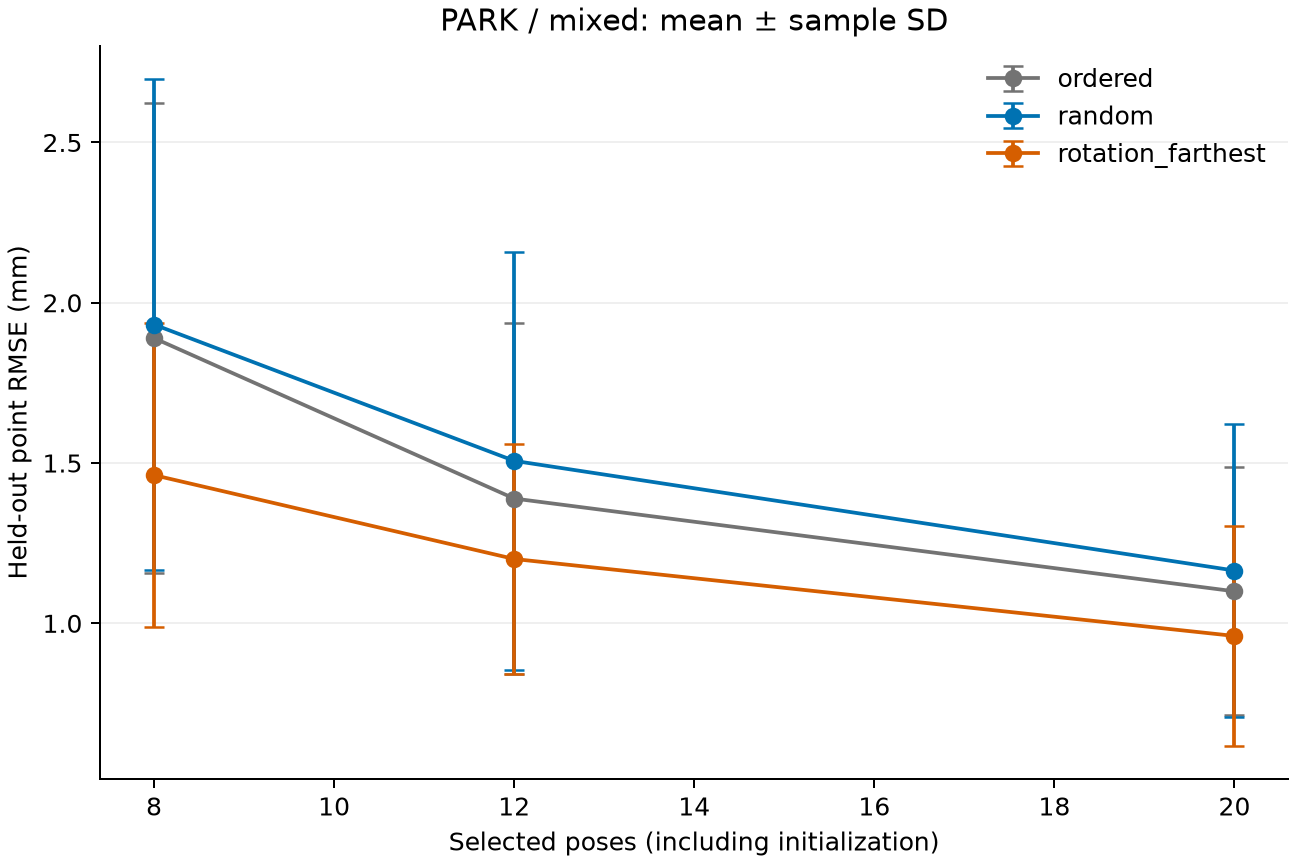 PARK / mixed: mean ± sample SD
ordered
random
rotation_farthest
Held-out point RMSE (mm)
2.5
2.0
1.5
1.0
8 10 12 14 16 18 20
Selected poses (including initialization)